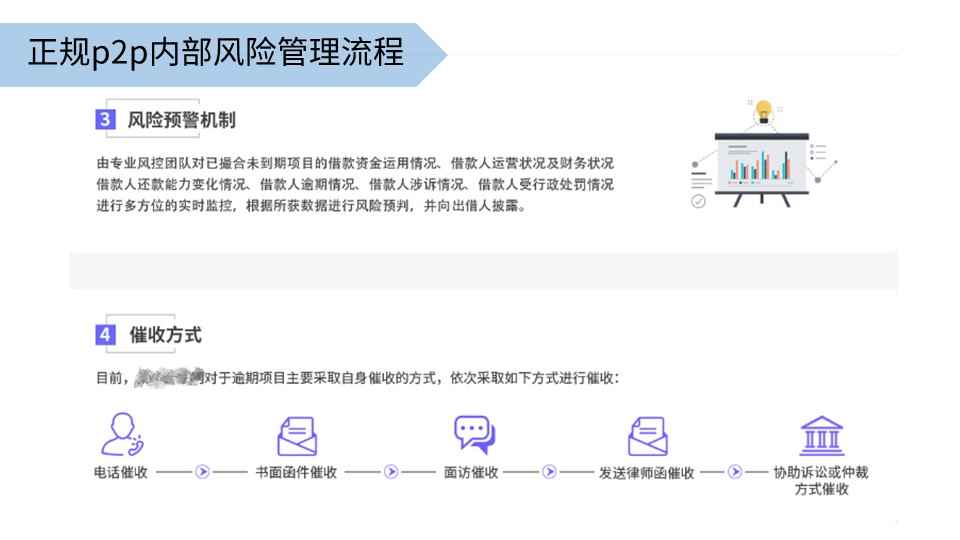 正规p2p内部风险管理流程
3 风险预警机制
由专业风控团队对已撮合未到期项目的借款资金运用情况、借款人运营状况及财务状况
借款人还款能力变化情况、借款人逾期情况、借款人涉诉情况、借款人受行政处罚情况
进行多方位的实时监控，根据所获数据进行风险预判，并向出借人披露。
4 催收方式
目前，对于逾期项目主要采取自身催收的方式，依次采取如下方式进行催收：
电话催收 书面函件催收 面访催收 发送律师函催收 协助诉讼或仲裁
方式催收